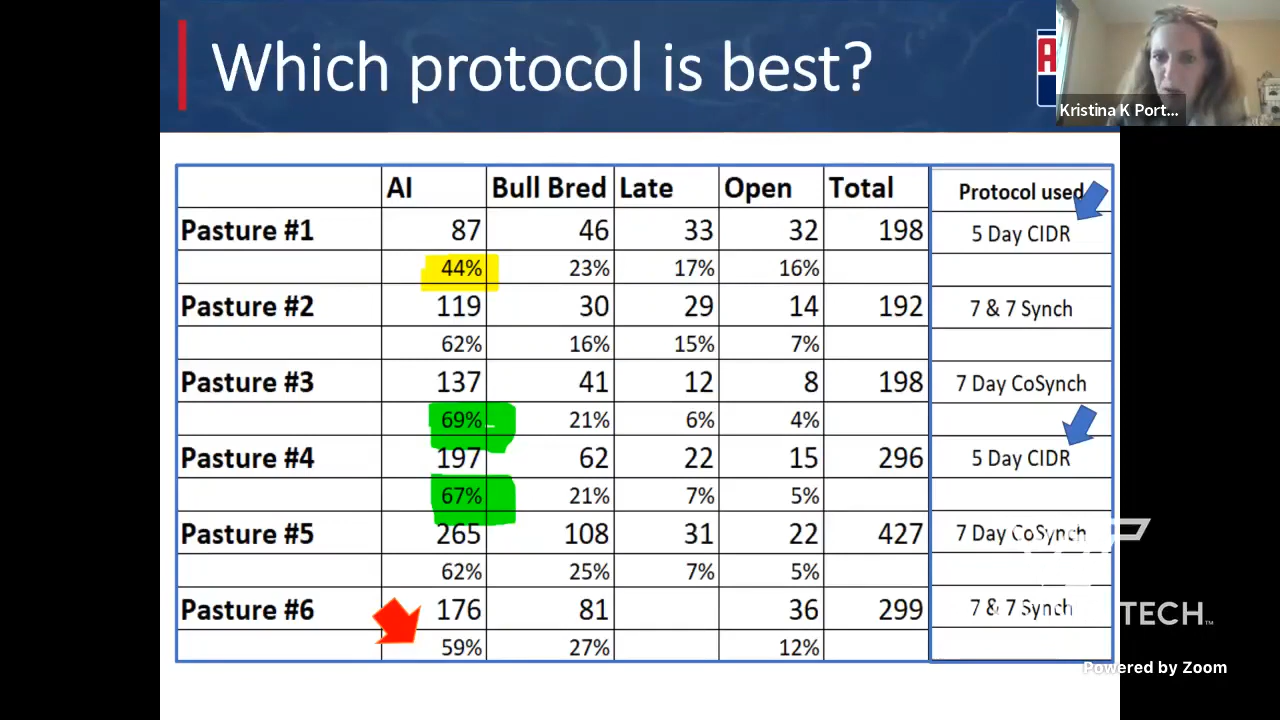 Which protocol is best?
A
Kristina K Port...
AI Bull Bred Late Open Total Protocol used
Pasture #1 87 46 33 32 198 5 Day CIDR
44% 23% 17% 16%
Pasture #2 119 30 29 14 192 7 & 7 Synch
62% 16% 15% 7%
Pasture #3 137 41 12 8 198 7 Day CoSynch
69% 21% 6% 4%
Pasture #4 197 62 22 15 296 5 Day CIDR
67% 21% 7% 5%
Pasture #5 265 108 31 22 427 7 Day CoSynch
62% 25% 7% 5%
Pasture #6 176 81 36 299 7 & 7 Synch
59% 27% 12%
TECH™
Powered by Zoom